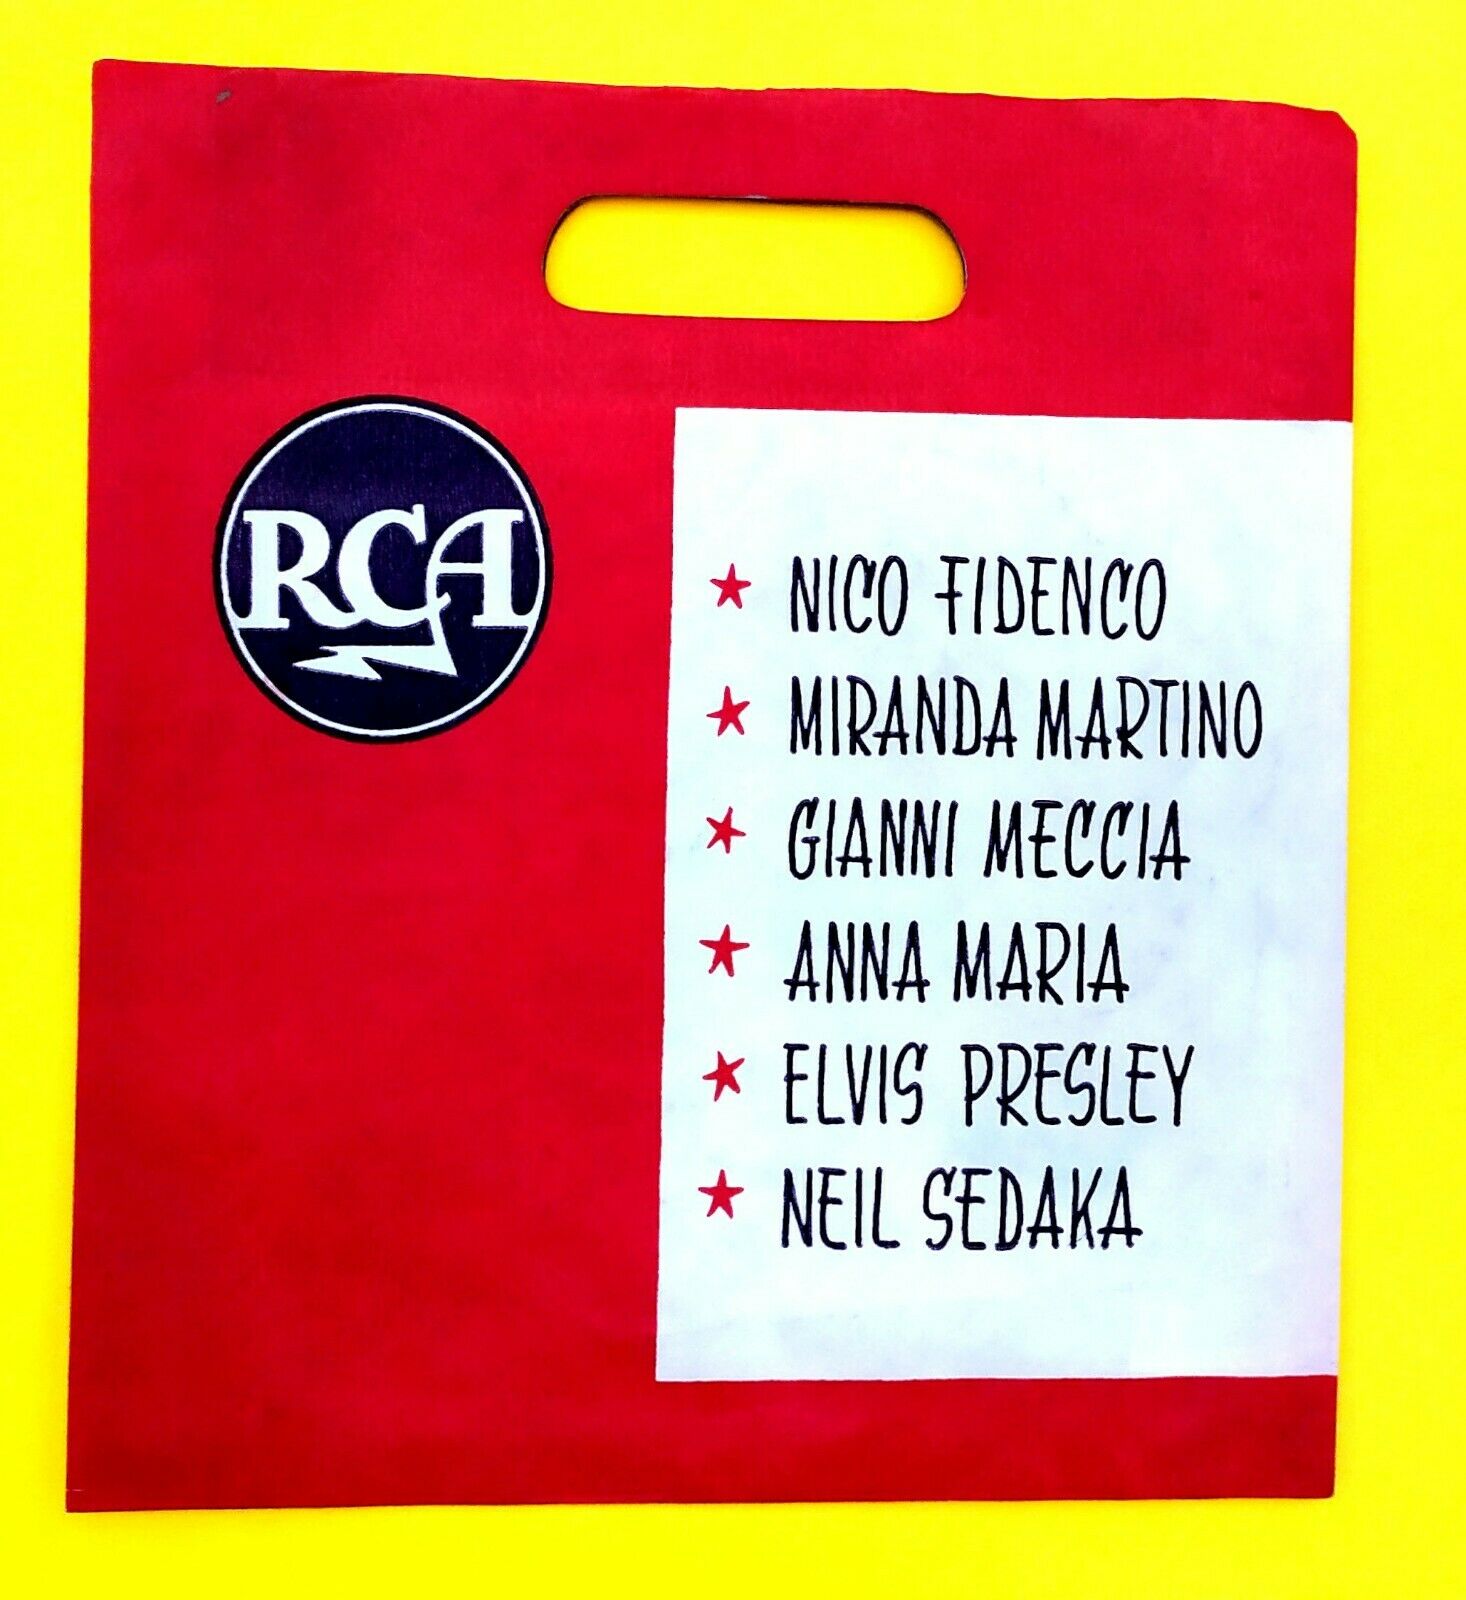 RCA
NICO FIDENCO
MIRANDA MARTINO
GIANNI MECCIA
ANNA MARIA
ELVIS PRESLEY
NEIL SEDAKA